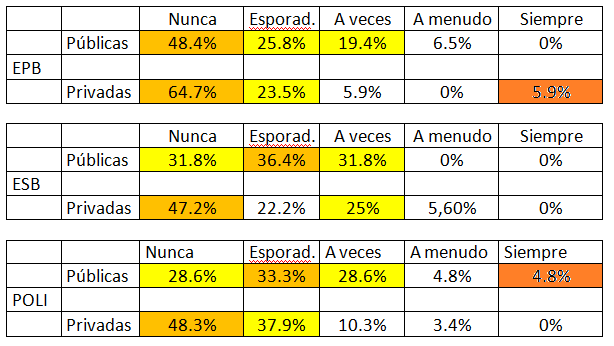 Nunca Esporad. A veces A menudo Siempre
Públicas 48.4% 25.8% 19.4% 6.5% 0%
EPB
Privadas 64.7% 23.5% 5.9% 0% 5.9%
Nunca Esporad. A veces A menudo Siempre
Públicas 31.8% 36.4% 31.8% 0% 0%
ESB
Privadas 47.2% 22.2% 25% 5,60% 0%
Nunca Esporad. A veces A menudo Siempre
Públicas 28.6% 33.3% 28.6% 4.8% 4.8%
POLI
Privadas 48.3% 37.9% 10.3% 3.4% 0%